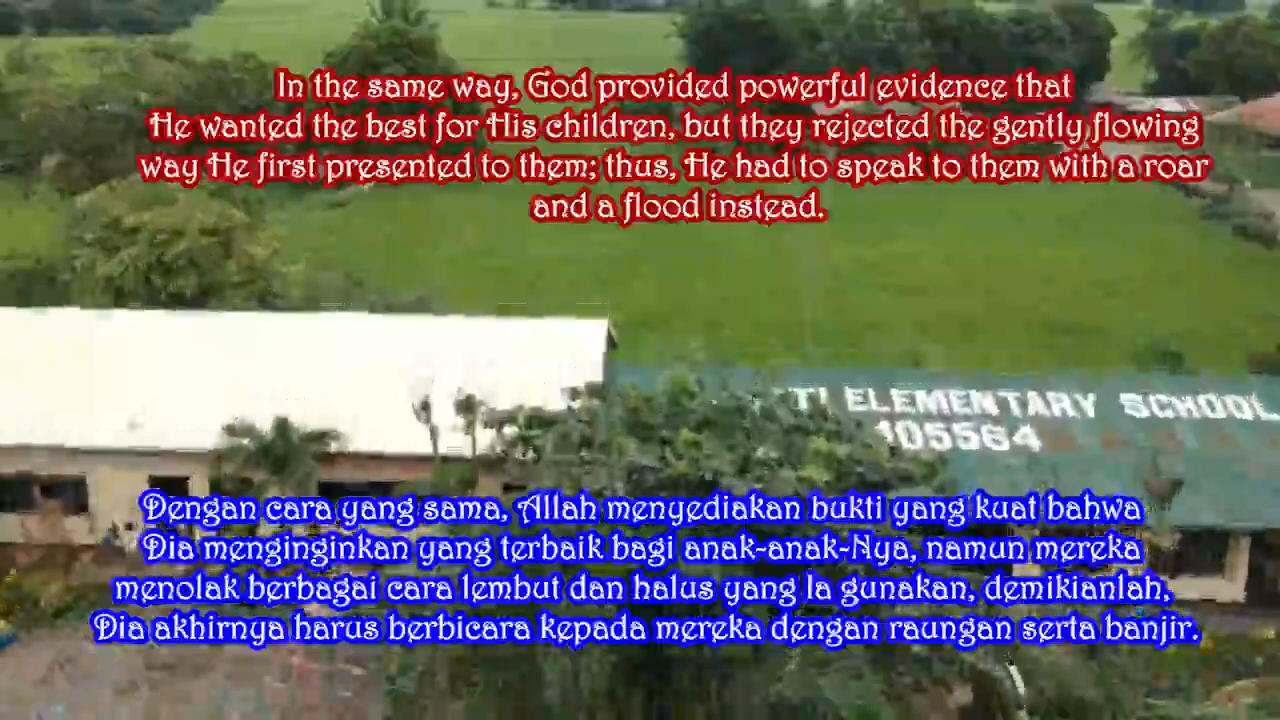 In the same way, God provided powerful evidence that
He wanted the best for His children, but they rejected the gently flowing
way He first presented to them; thus, He had to speak to them with a roar
and a flood instead.
ELEMENTARY SCHOOL
105564
Dengan cara yang sama, Allah menyediakan bukti yang kuat bahwa
Dia menginginkan yang terbaik bagi anak-anak-Nya, namun mereka
menolak berbagai cara lembut dan halus yang Ia gunakan, demikianlah,
Dia akhirnya harus berbicara kepada mereka dengan raungan serta banjir.